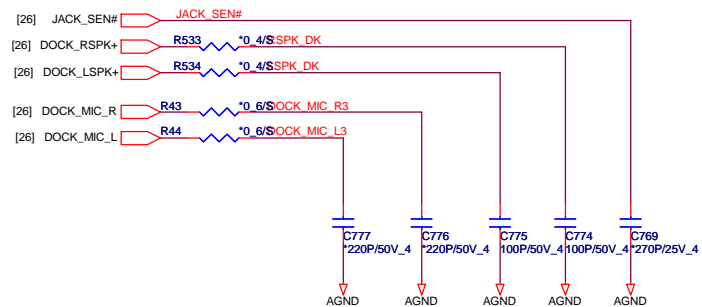 [26] JACK_SEN# JACK_SEN#
[26] DOCK_RSPK+ R533 *0_4/S RSPK_DK
[26] DOCK_LSPK+ R534 *0_4/S LSPK_DK
[26] DOCK_MIC_R R43 *0_6/S DOCK_MIC_R3
[26] DOCK_MIC_L R44 *0_6/S DOCK_MIC_L3
C777 C776 C775 C774 C769
*220P/50V_4 *220P/50V_4 100P/50V_4 100P/50V_4 *270P/25V_4
AGND AGND AGND AGND AGND